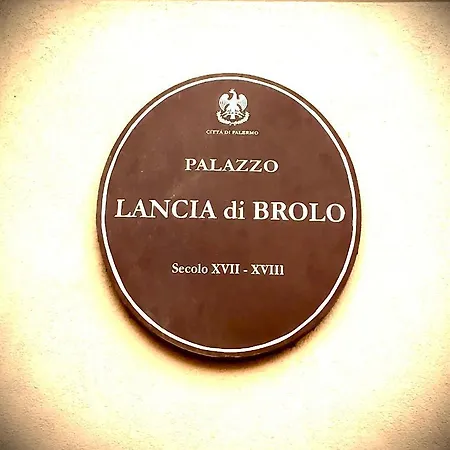 CITTÀ DI PALERMO
PALAZZO
LANCIA di BROLO
Secolo XVII - XVIII